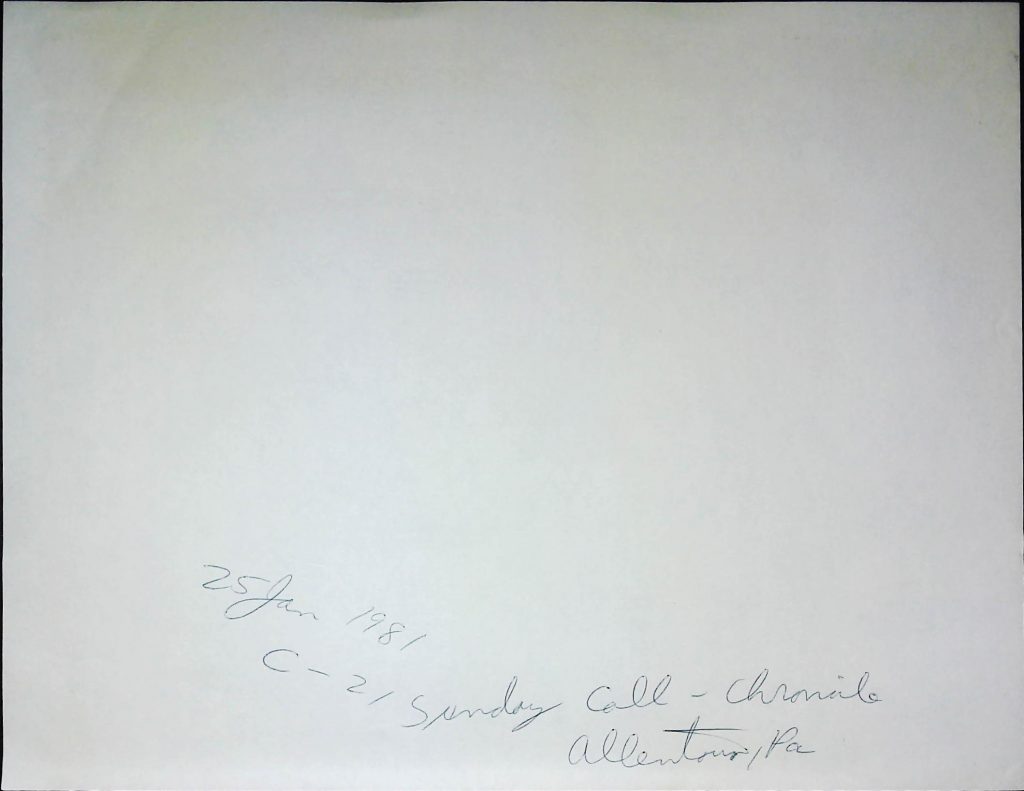 25 Jan 1981
C-21 Sunday Call - Chronicle
Allentown, Pa